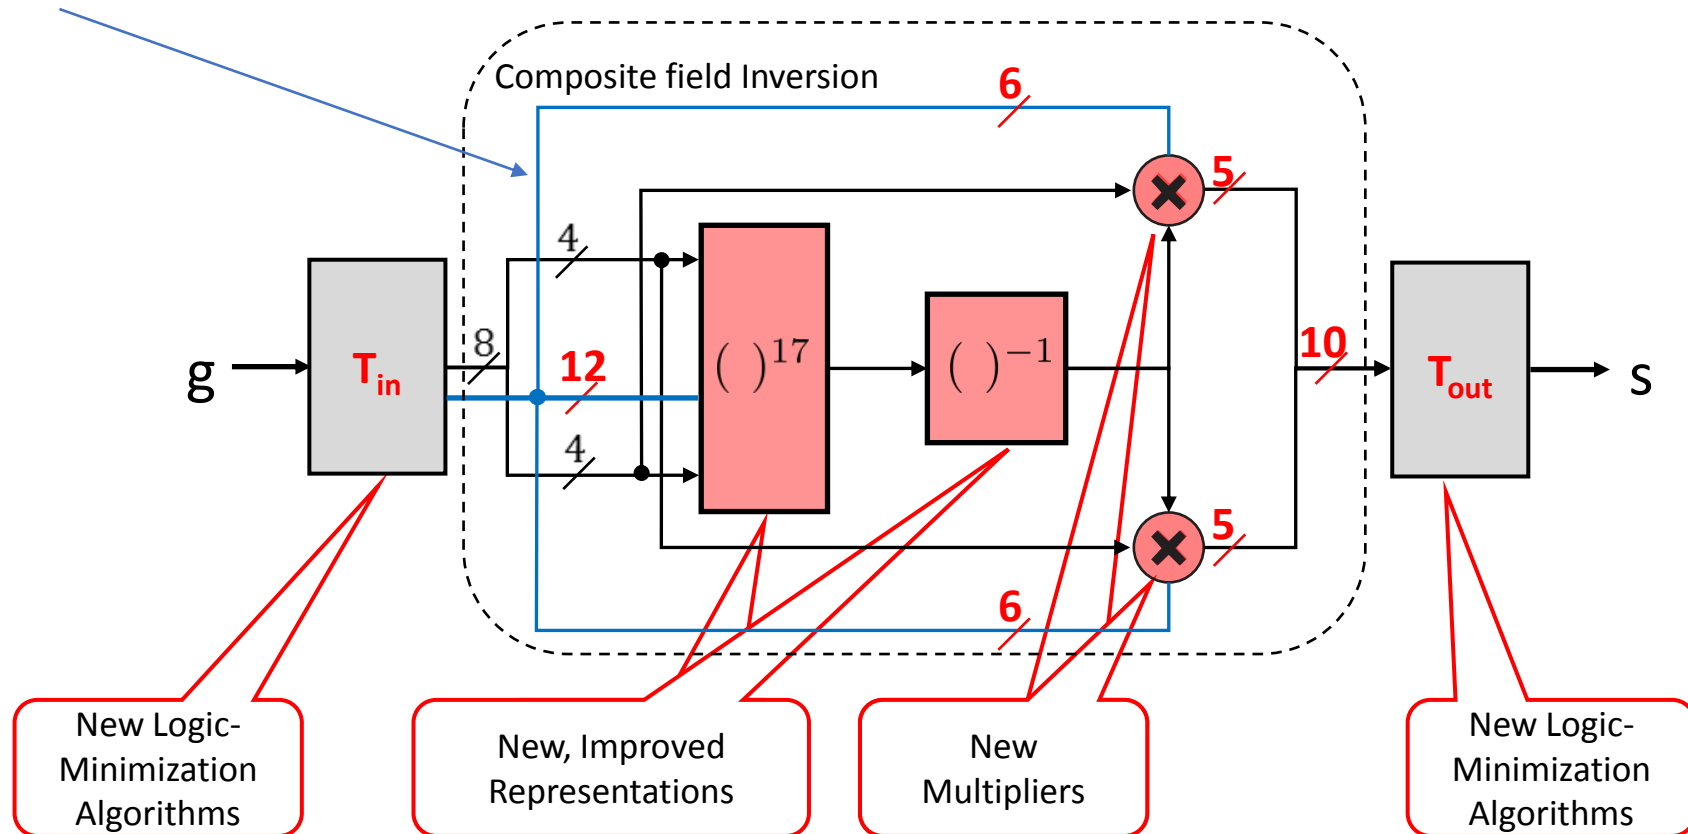 Composite field Inversion
6
5
4
8
12
4
g
T_in
( )^17
( )^-1
10
T_out
s
5
6
New Logic-
Minimization
Algorithms
New, Improved
Representations
New
Multipliers
New Logic-
Minimization
Algorithms